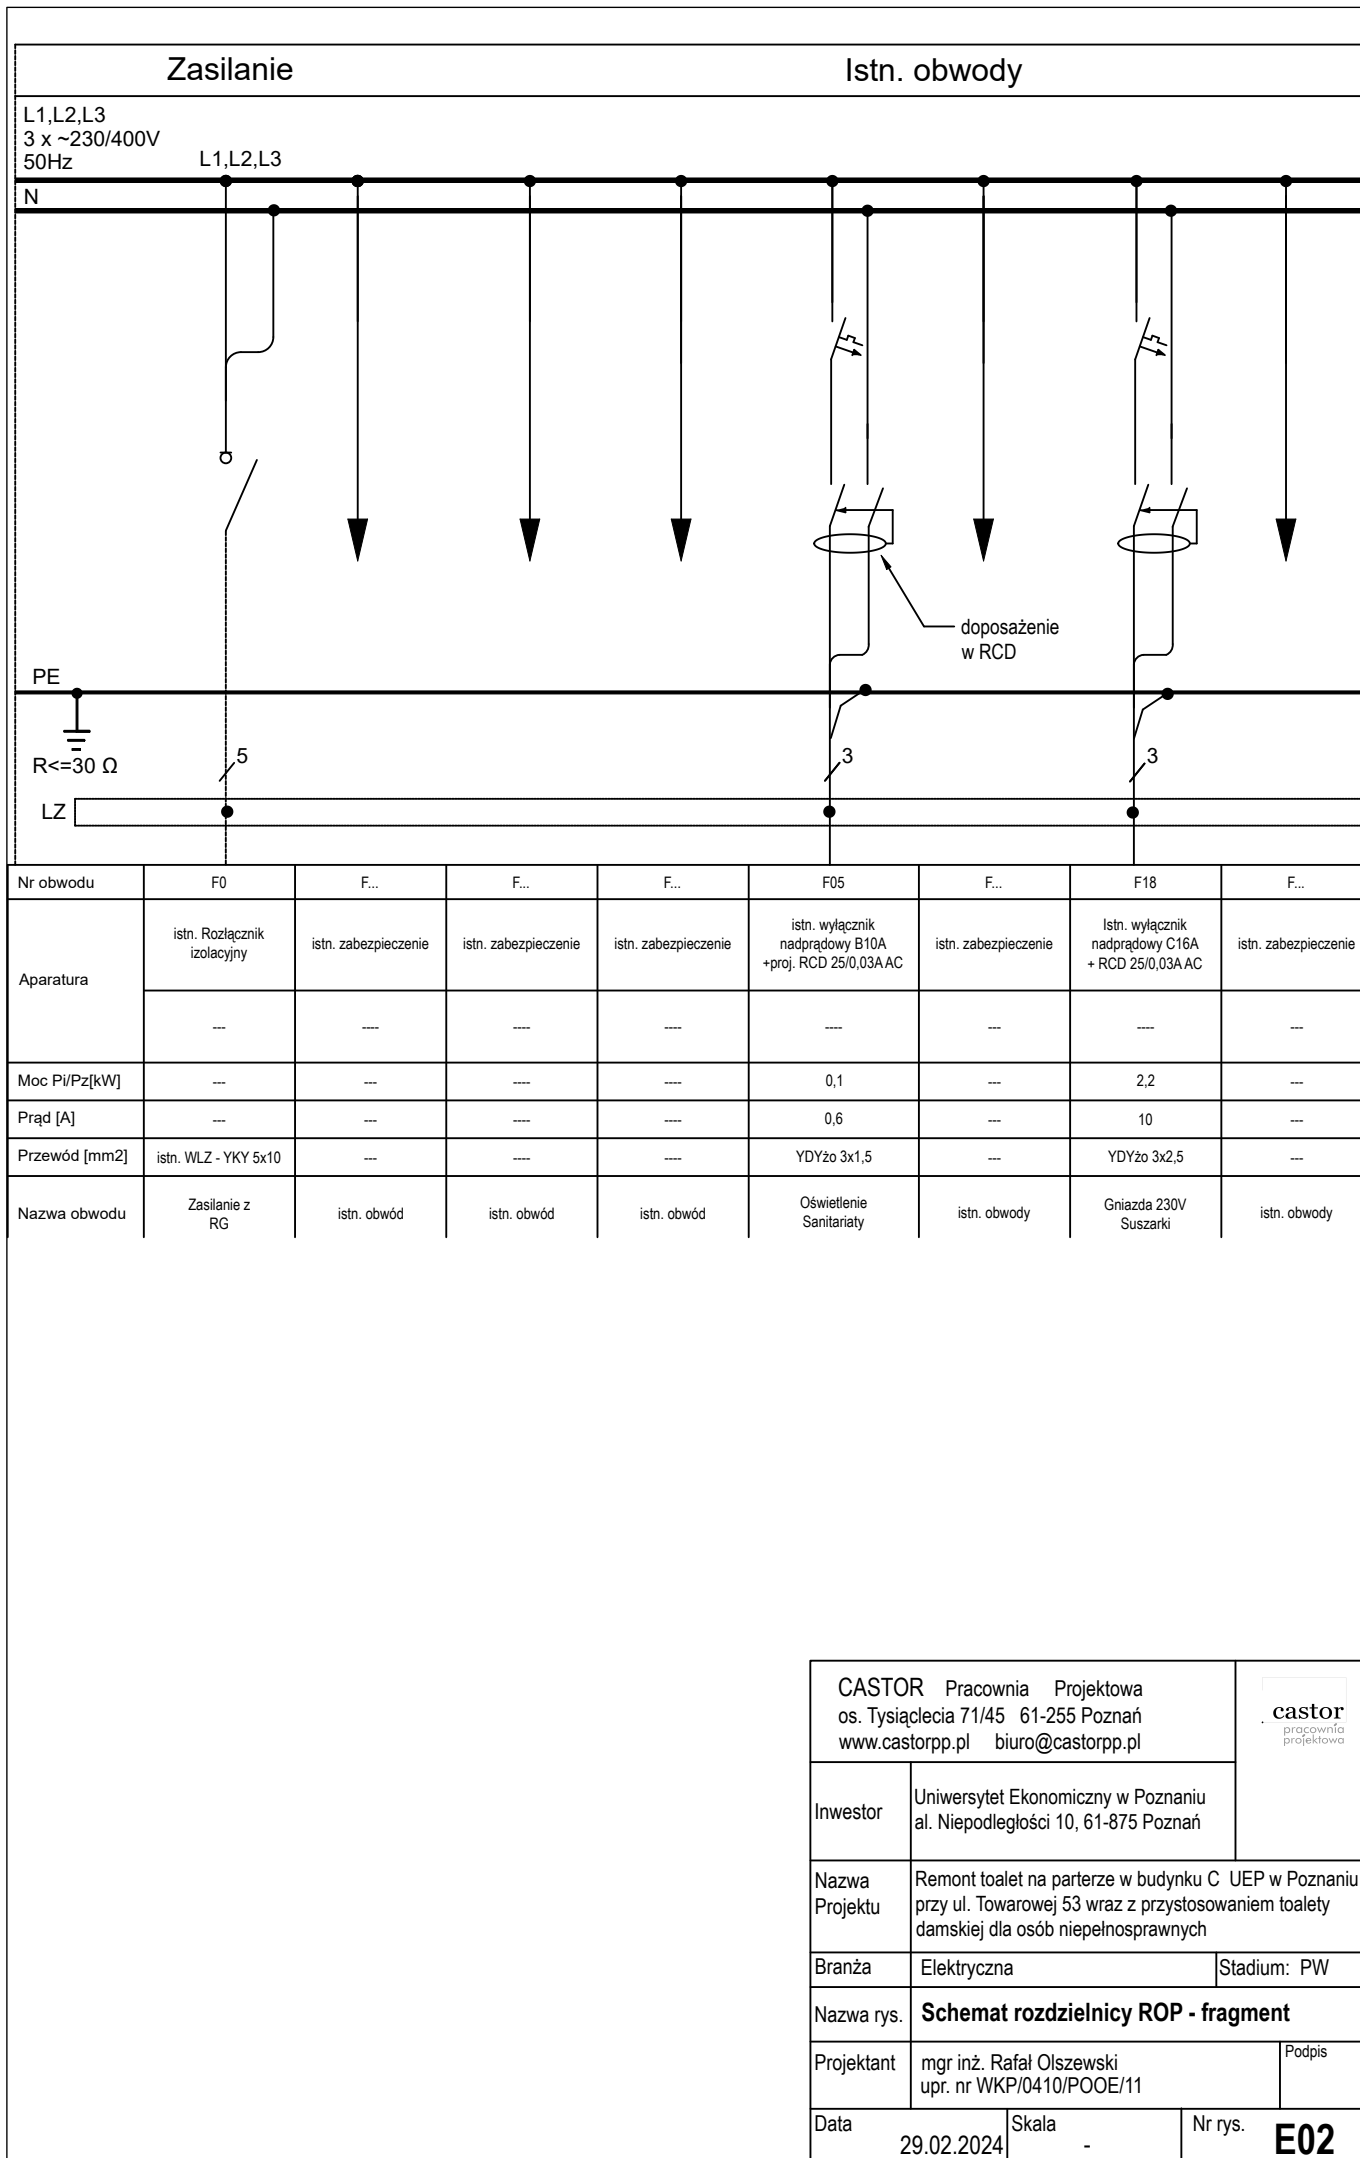 Zasilanie
Istn. obwody
L1,L2,L3
3 x ~230/400V
50Hz
L1,L2,L3
N
doposażenie
w RCD
PE
R<=30 Ω
5
3
3
LZ
Nr obwodu F0 F... F... F... F05 F... F18 F...
Aparatura
istn. Rozłącznik
izolacyjny
istn. zabezpieczenie
istn. zabezpieczenie
istn. zabezpieczenie
istn. wyłącznik
nadprądowy B10A
+proj. RCD 25/0,03A AC
istn. zabezpieczenie
Istn. wyłącznik
nadprądowy C16A
+ RCD 25/0,03A AC
istn. zabezpieczenie
--- ---- ---- ---- ---- --- ---- ---
Moc Pi/Pz[kW] --- --- ---- ---- 0,1 --- 2,2 ---
Prąd [A] --- --- ---- ---- 0,6 --- 10 ---
Przewód [mm2] istn. WLZ - YKY 5x10 --- ---- ---- YDYżo 3x1,5 --- YDYżo 3x2,5 ---
Nazwa obwodu
Zasilanie z
RG
istn. obwód
istn. obwód
istn. obwód
Oświetlenie
Sanitariaty
istn. obwody
Gniazda 230V
Suszarki
istn. obwody
CASTOR Pracownia Projektowa
os. Tysiąclecia 71/45 61-255 Poznań
www.castorpp.pl biuro@castorpp.pl
castor
pracownia
projektowa
Inwestor
Uniwersytet Ekonomiczny w Poznaniu
al. Niepodległości 10, 61-875 Poznań
Nazwa
Projektu
Remont toalet na parterze w budynku C UEP w Poznaniu
przy ul. Towarowej 53 wraz z przystosowaniem toalety
damskiej dla osób niepełnosprawnych
Branża Elektryczna Stadium: PW
Nazwa rys. Schemat rozdzielnicy ROP - fragment
Projektant
mgr inż. Rafał Olszewski
upr. nr WKP/0410/POOE/11
Podpis
Data
29.02.2024
Skala
-
Nr rys.
E02